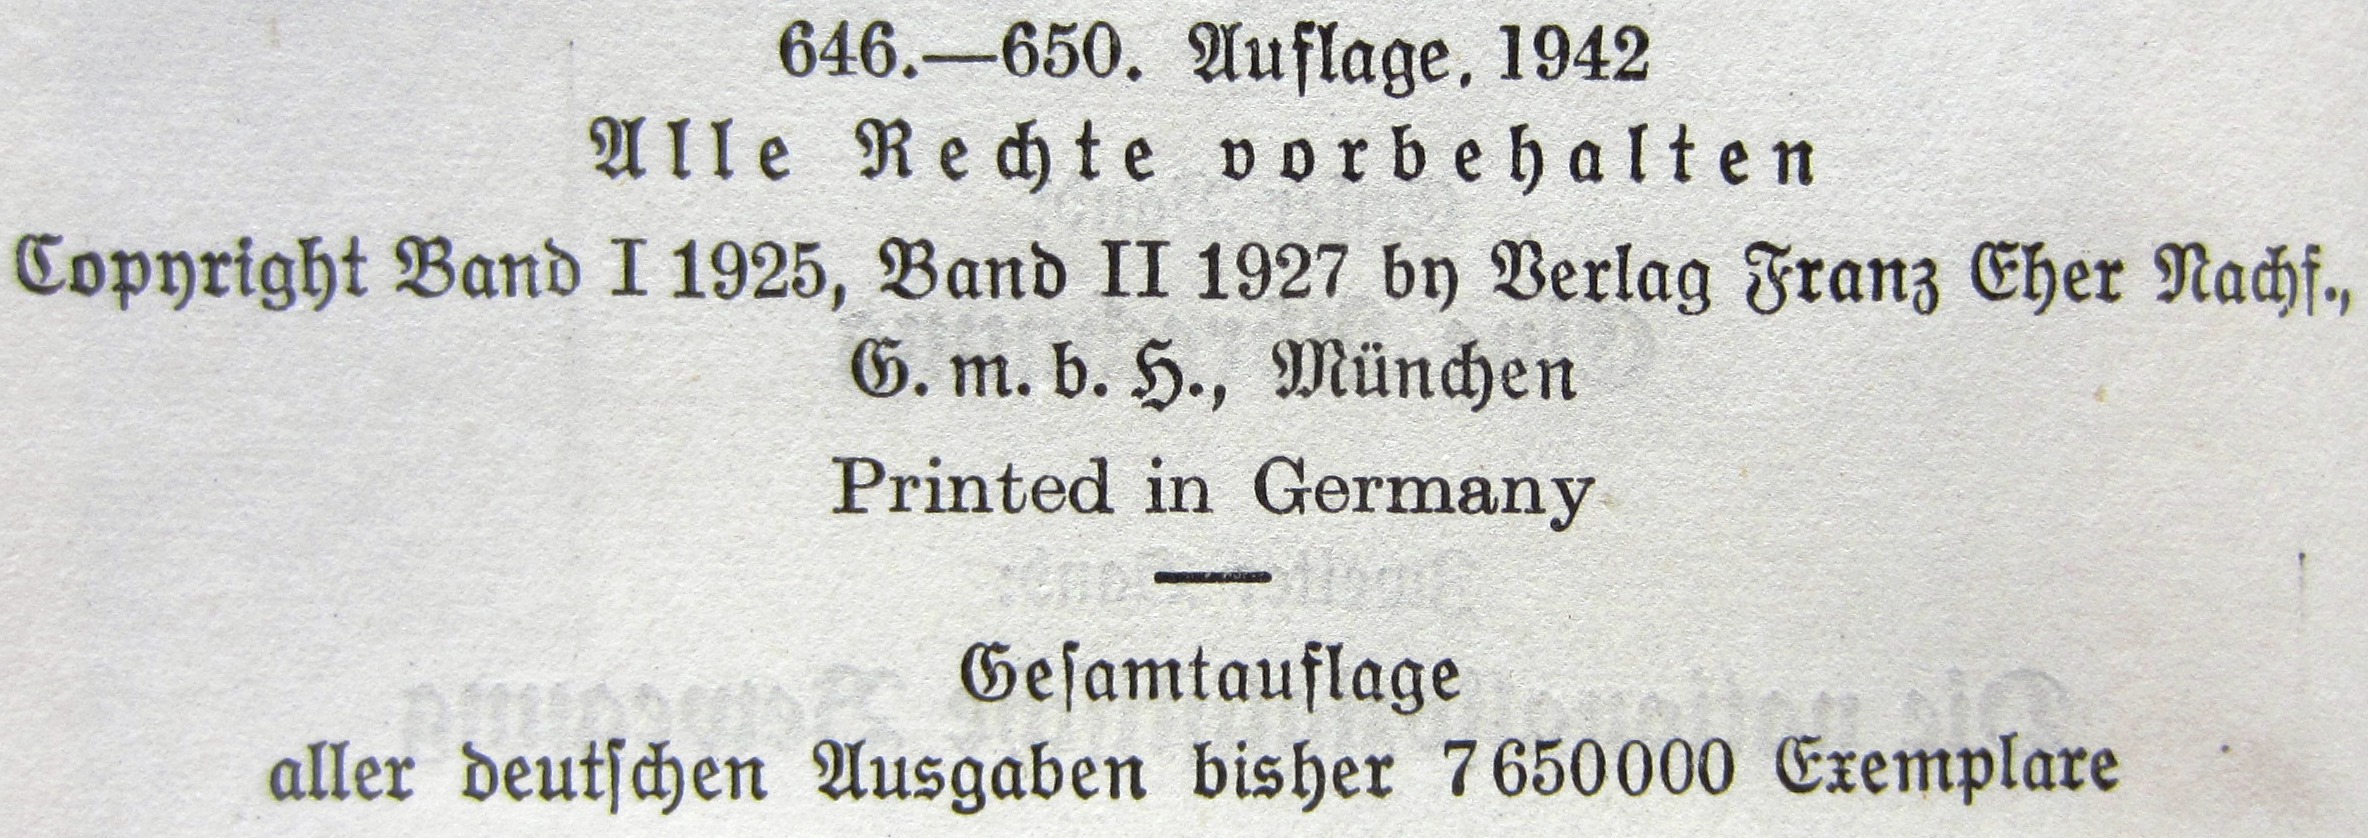 646.—650. Auflage, 1942
Alle Rechte vorbehalten
Copyright Band I 1925, Band II 1927 by Verlag Franz Eher Nachf.,
G. m. b. H., München
Printed in Germany
Gesamtauflage
aller deutschen Ausgaben bisher 7650000 Exemplare